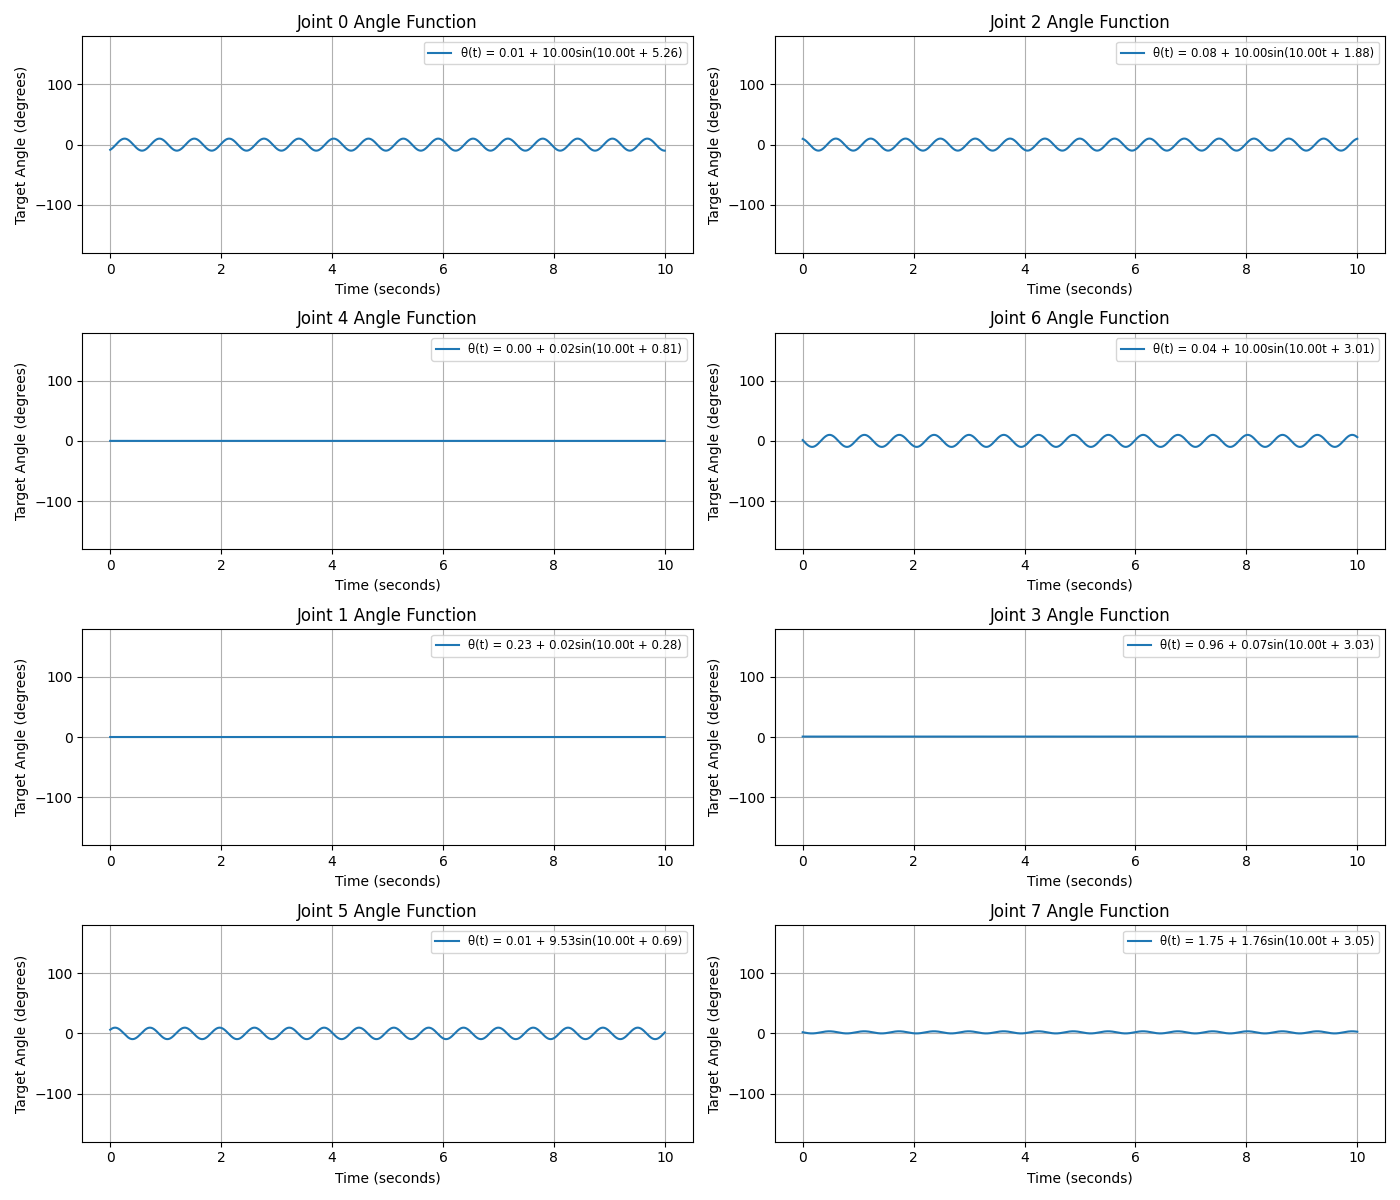 Joint 0 Angle Function
θ(t) = 0.01 + 10.00sin(10.00t + 5.26)
Target Angle (degrees)
100
0
−100
0 2 4 6 8 10
Time (seconds)
Joint 2 Angle Function
θ(t) = 0.08 + 10.00sin(10.00t + 1.88)
Target Angle (degrees)
100
0
−100
0 2 4 6 8 10
Time (seconds)
Joint 4 Angle Function
θ(t) = 0.00 + 0.02sin(10.00t + 0.81)
Target Angle (degrees)
100
0
−100
0 2 4 6 8 10
Time (seconds)
Joint 6 Angle Function
θ(t) = 0.04 + 10.00sin(10.00t + 3.01)
Target Angle (degrees)
100
0
−100
0 2 4 6 8 10
Time (seconds)
Joint 1 Angle Function
θ(t) = 0.23 + 0.02sin(10.00t + 0.28)
Target Angle (degrees)
100
0
−100
0 2 4 6 8 10
Time (seconds)
Joint 3 Angle Function
θ(t) = 0.96 + 0.07sin(10.00t + 3.03)
Target Angle (degrees)
100
0
−100
0 2 4 6 8 10
Time (seconds)
Joint 5 Angle Function
θ(t) = 0.01 + 9.53sin(10.00t + 0.69)
Target Angle (degrees)
100
0
−100
0 2 4 6 8 10
Time (seconds)
Joint 7 Angle Function
θ(t) = 1.75 + 1.76sin(10.00t + 3.05)
Target Angle (degrees)
100
0
−100
0 2 4 6 8 10
Time (seconds)